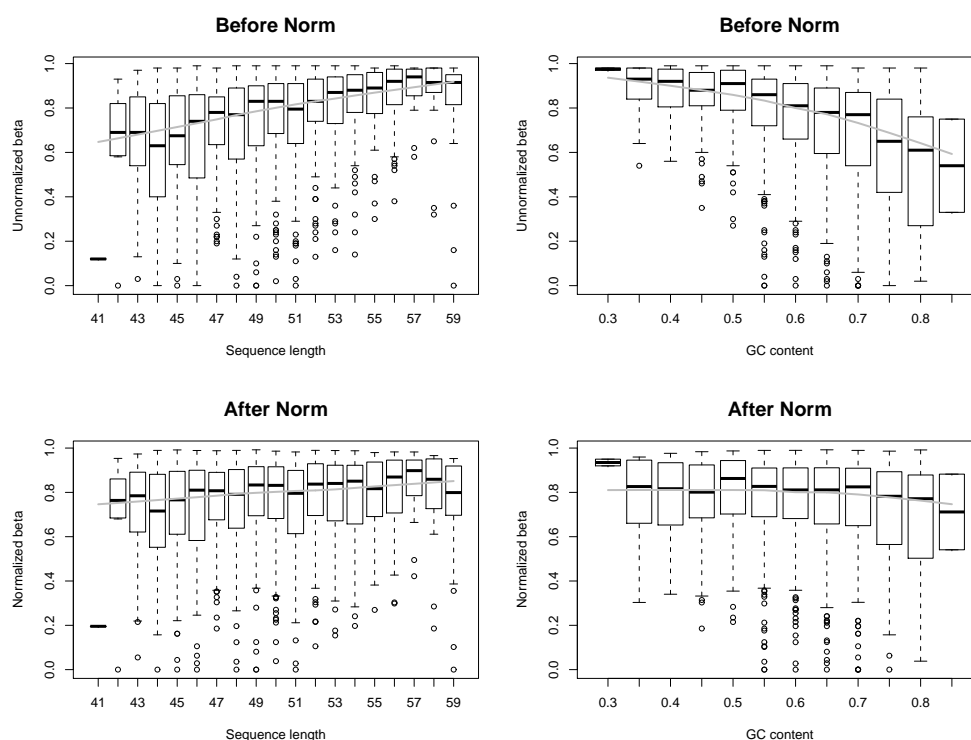 Before Norm
Unnormalized beta
0.0 0.2 0.4 0.6 0.8 1.0
41 43 45 47 49 51 53 55 57 59
Sequence length
Before Norm
Unnormalized beta
0.0 0.2 0.4 0.6 0.8 1.0
0.3 0.4 0.5 0.6 0.7 0.8
GC content
After Norm
Normalized beta
0.0 0.2 0.4 0.6 0.8 1.0
41 43 45 47 49 51 53 55 57 59
Sequence length
After Norm
Normalized beta
0.0 0.2 0.4 0.6 0.8 1.0
0.3 0.4 0.5 0.6 0.7 0.8
GC content